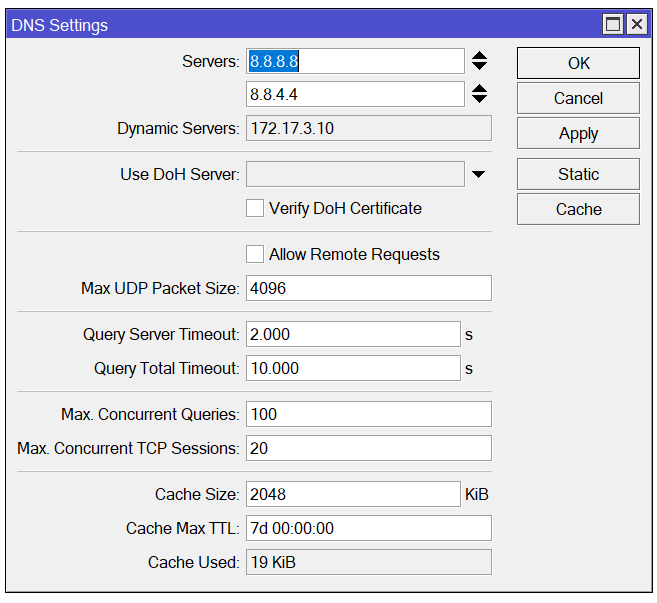 DNS Settings
Servers: 8.8.8.8
8.8.4.4
Dynamic Servers: 172.17.3.10
Use DoH Server:
Verify DoH Certificate
Allow Remote Requests
Max UDP Packet Size: 4096
Query Server Timeout: 2.000 s
Query Total Timeout: 10.000 s
Max. Concurrent Queries: 100
Max. Concurrent TCP Sessions: 20
Cache Size: 2048 KiB
Cache Max TTL: 7d 00:00:00
Cache Used: 19 KiB
OK
Cancel
Apply
Static
Cache